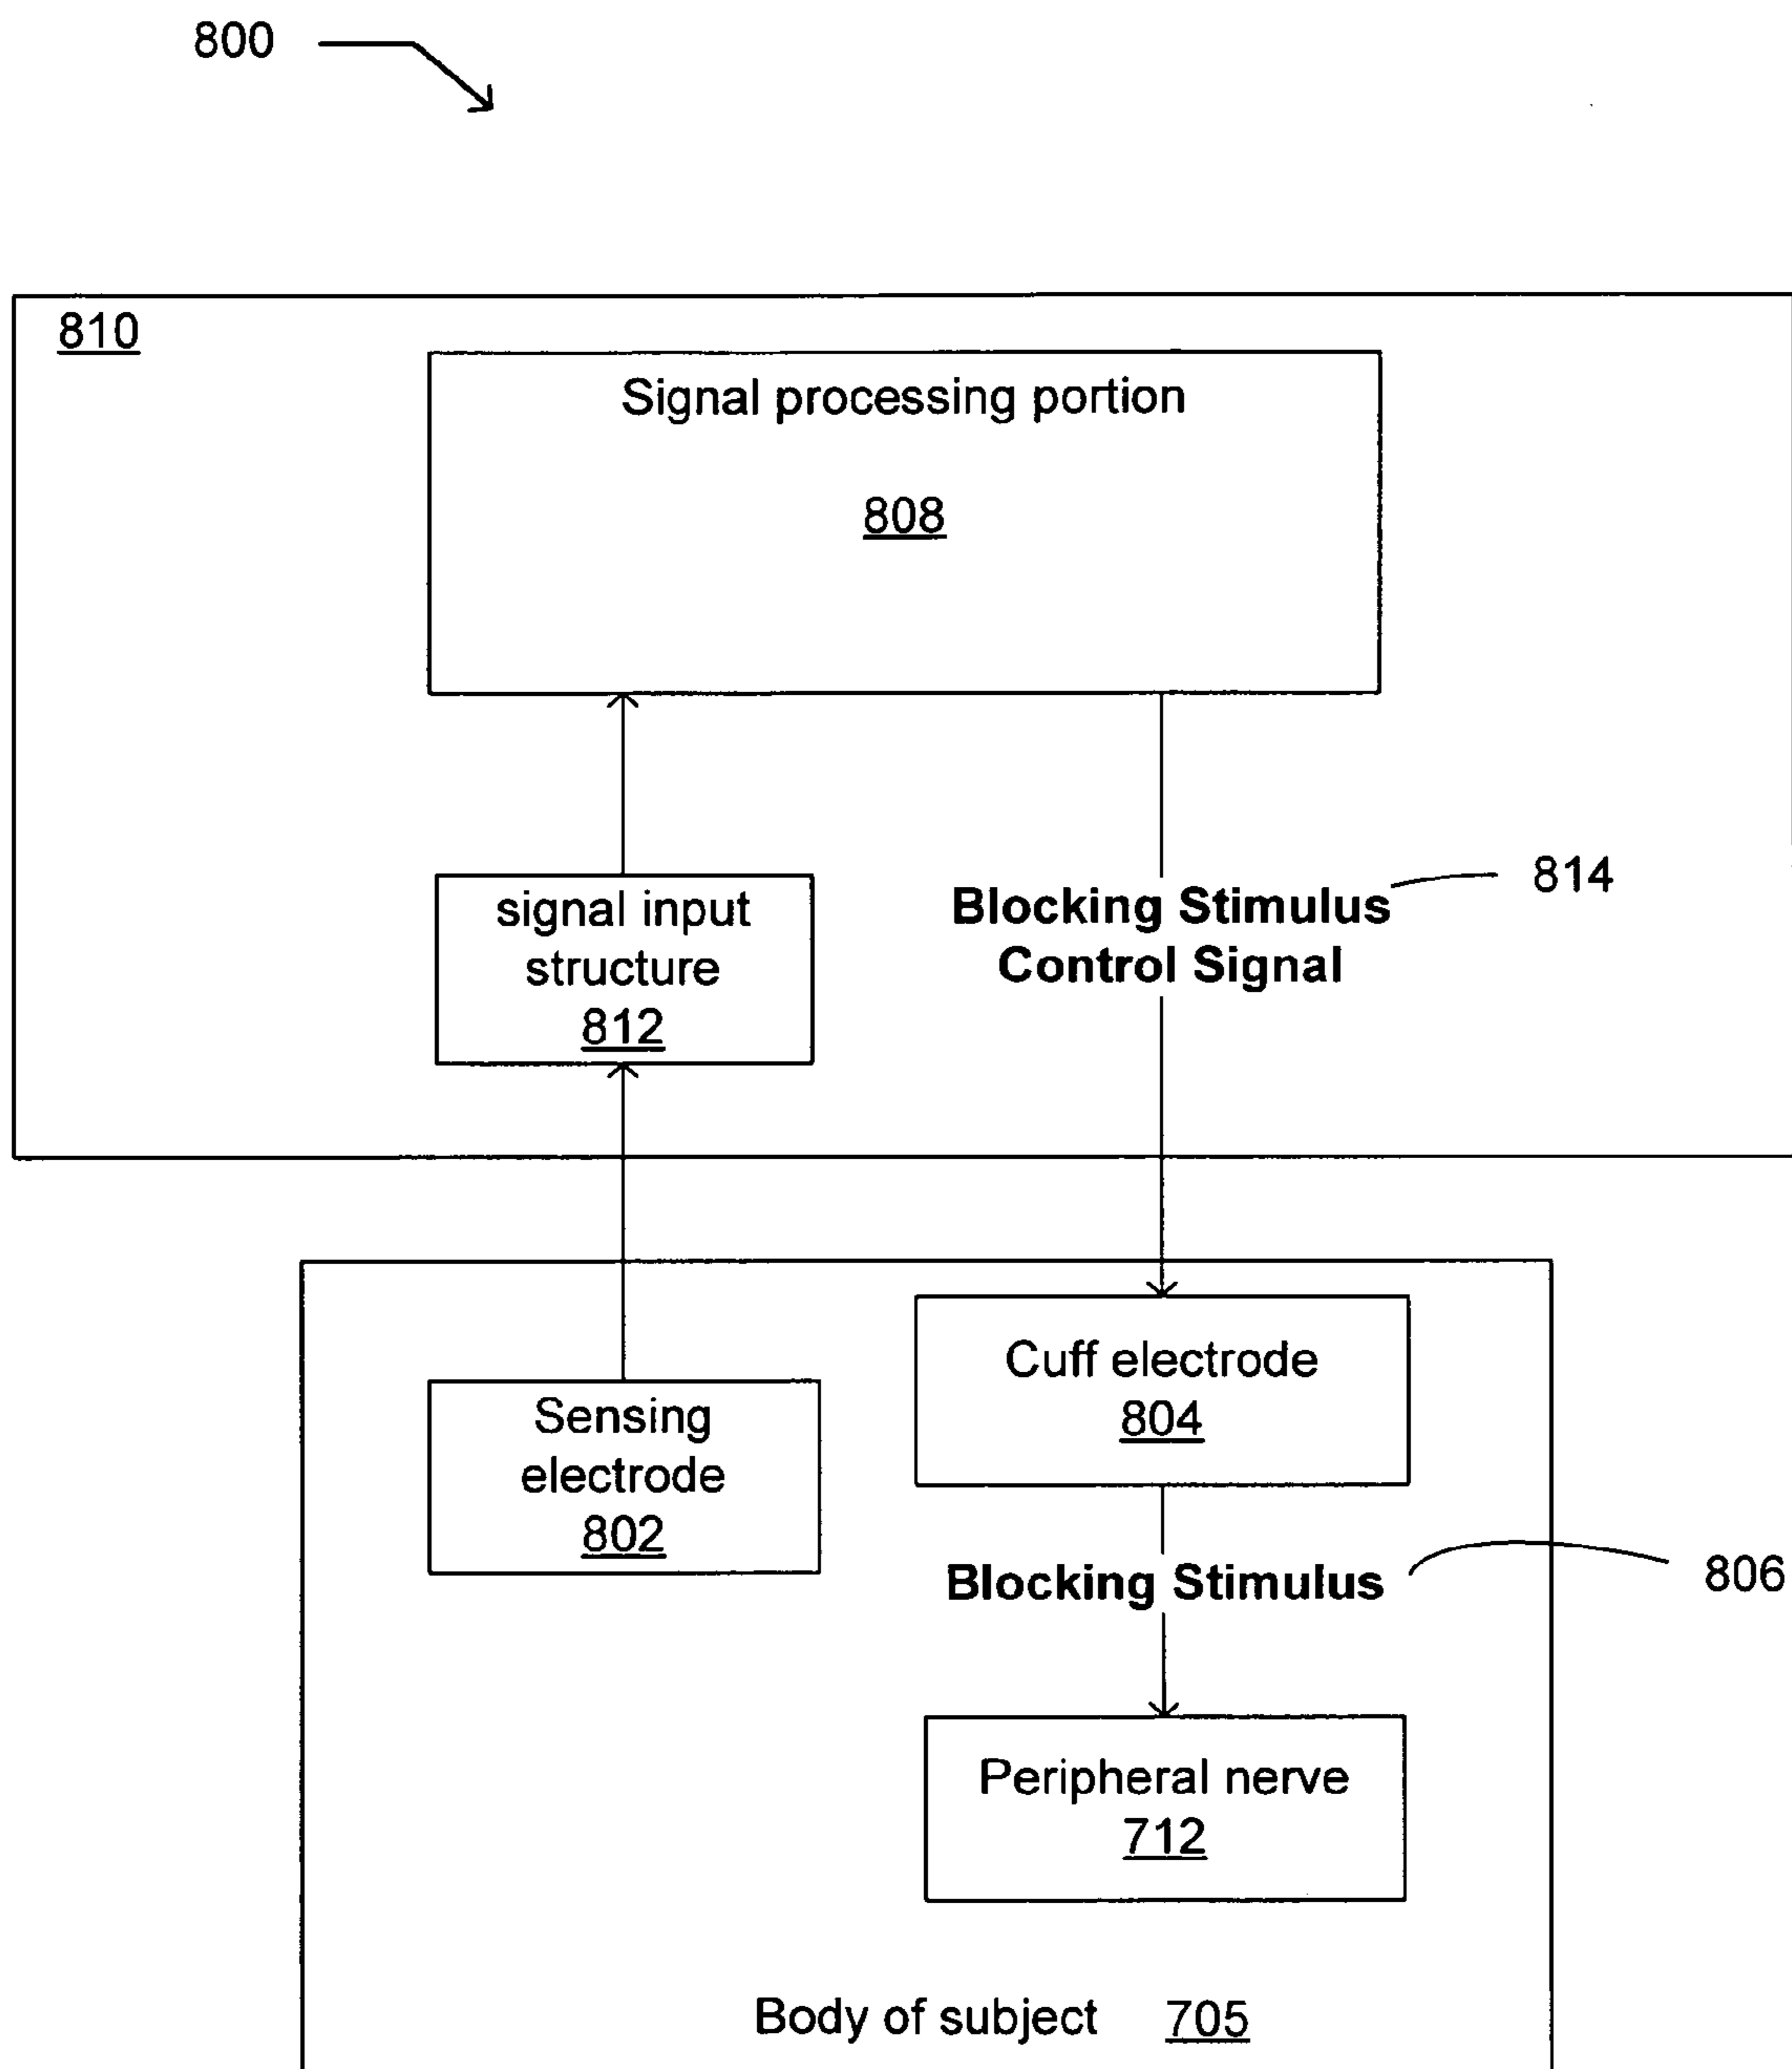 800
810
Signal processing portion
808
signal input
structure
812
Blocking Stimulus
Control Signal
814
Sensing
electrode
802
Cuff electrode
804
Blocking Stimulus
806
Peripheral nerve
712
Body of subject 705